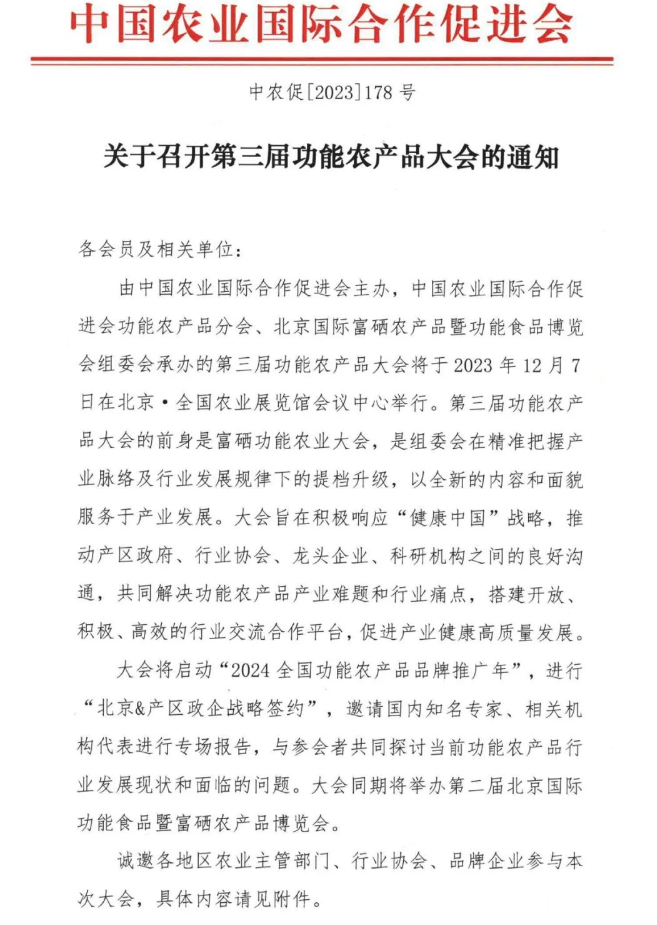 中国农业国际合作促进会
中农促[2023]178 号
关于召开第三届功能农产品大会的通知
各会员及相关单位：
由中国农业国际合作促进会主办，中国农业国际合作促
进会功能农产品分会、北京国际富硒农产品暨功能食品博览
会组委会承办的第三届功能农产品大会将于 2023 年 12 月 7
日在北京·全国农业展览馆会议中心举行。第三届功能农产
品大会的前身是富硒功能农业大会，是组委会在精准把握产
业脉络及行业发展规律下的提档升级，以全新的内容和面貌
服务于产业发展。大会旨在积极响应“健康中国”战略，推
动产区政府、行业协会、龙头企业、科研机构之间的良好沟
通，共同解决功能农产品产业难题和行业痛点，搭建开放、
积极、高效的行业交流合作平台，促进产业健康高质量发展。
大会将启动“2024 全国功能农产品品牌推广年”，进行
“北京&产区政企战略签约”，邀请国内知名专家、相关机
构代表进行专场报告，与参会者共同探讨当前功能农产品行
业发展现状和面临的问题。大会同期将举办第二届北京国际
功能食品暨富硒农产品博览会。
诚邀各地区农业主管部门、行业协会、品牌企业参与本
次大会，具体内容请见附件。